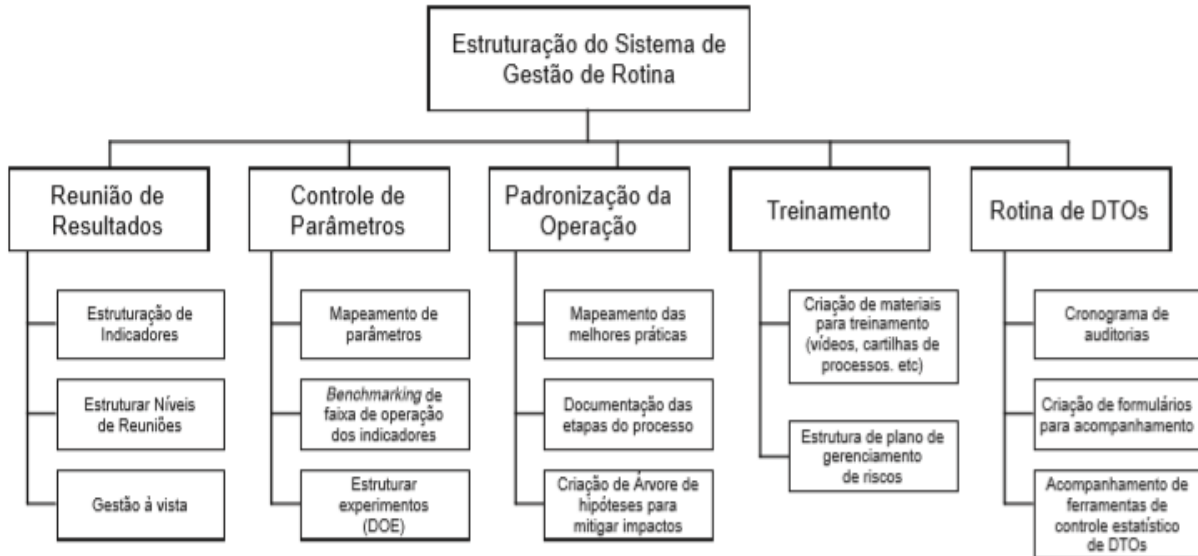 Estruturação do Sistema de
Gestão de Rotina
Reunião de
Resultados
Controle de
Parâmetros
Padronização da
Operação
Treinamento
Rotina de DTOs
Estruturação de
Indicadores
Estruturar Níveis
de Reuniões
Gestão à vista
Mapeamento de
parâmetros
Benchmarking de
faixa de operação
dos indicadores
Estruturar
experimentos
(DOE)
Mapeamento das
melhores práticas
Documentação das
etapas do processo
Criação de Árvore de
hipóteses para
mitigar impactos
Criação de materiais
para treinamento
(vídeos, cartilhas de
processos. etc)
Estrutura de plano de
gerenciamento
de riscos
Cronograma de
auditorias
Criação de formulários
para acompanhamento
Acompanhamento de
ferramentas de
controle estatístico
de DTOs